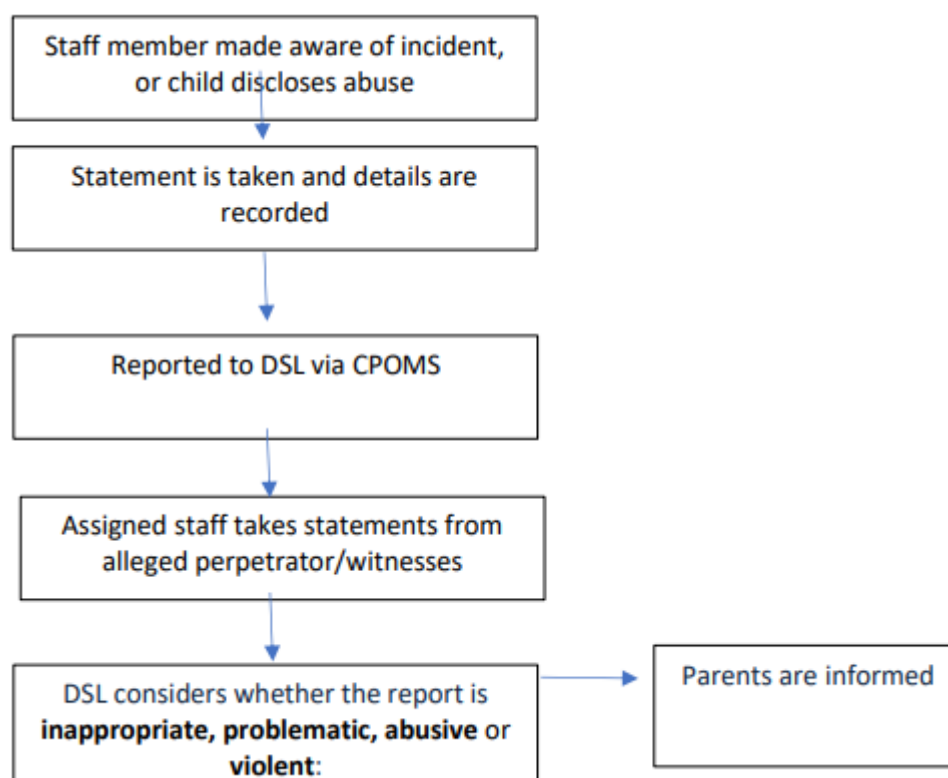 Staff member made aware of incident,
or child discloses abuse
Statement is taken and details are
recorded
Reported to DSL via CPOMS
Assigned staff takes statements from
alleged perpetrator/witnesses
DSL considers whether the report is
inappropriate, problematic, abusive or
violent:
Parents are informed